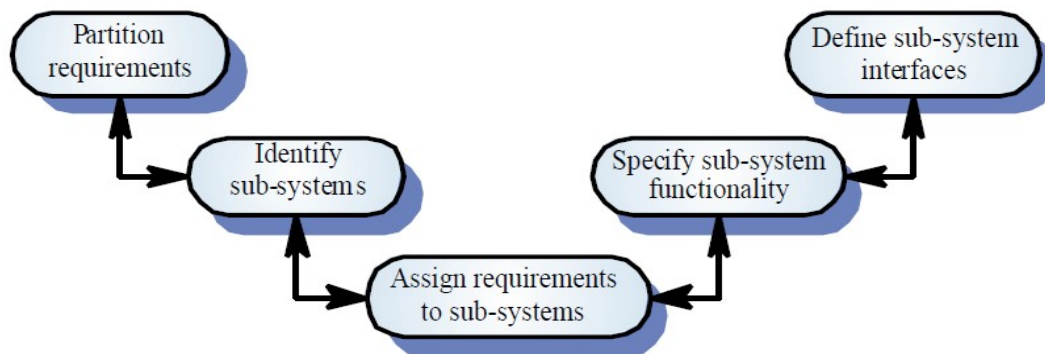 Partition
requirements
Define sub-system
interfaces
Identify
sub-systems
Specify sub-system
functionality
Assign requirements
to sub-systems